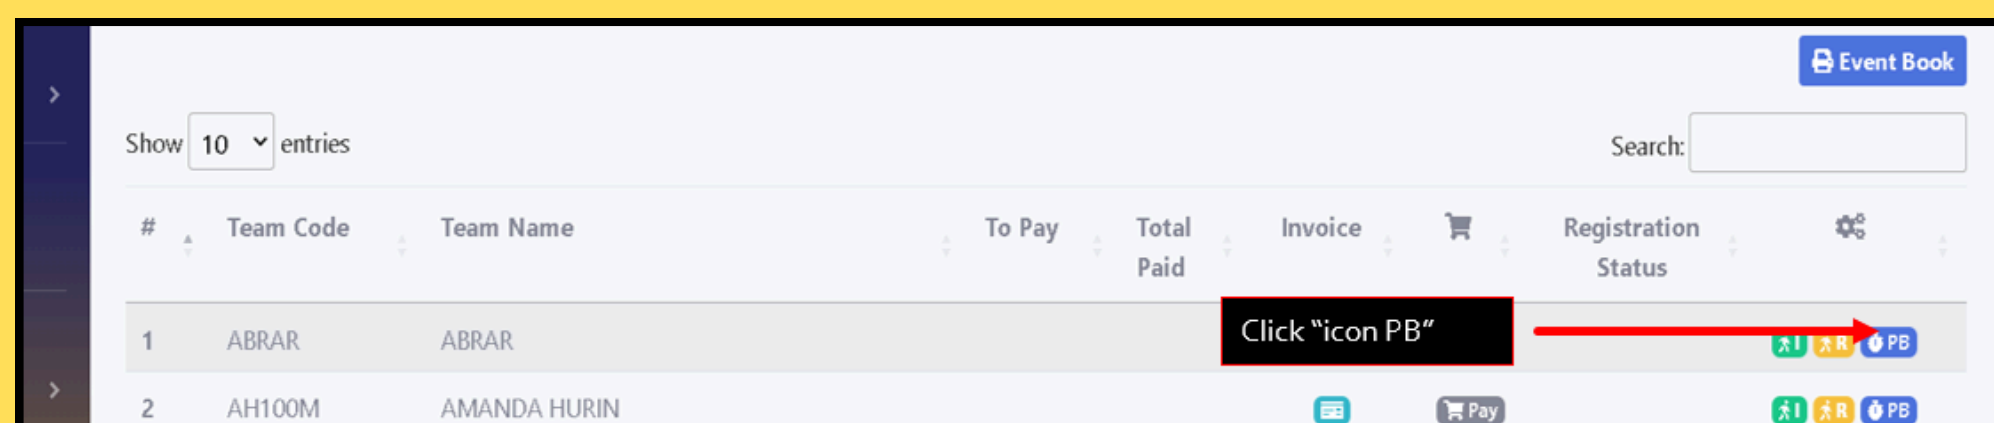 Event Book
Show 10 entries
Search:
# Team Code Team Name To Pay Total Paid Invoice Registration Status
1 ABRAR ABRAR Click “icon PB” I R PB
2 AH100M AMANDA HURIN Pay I R PB